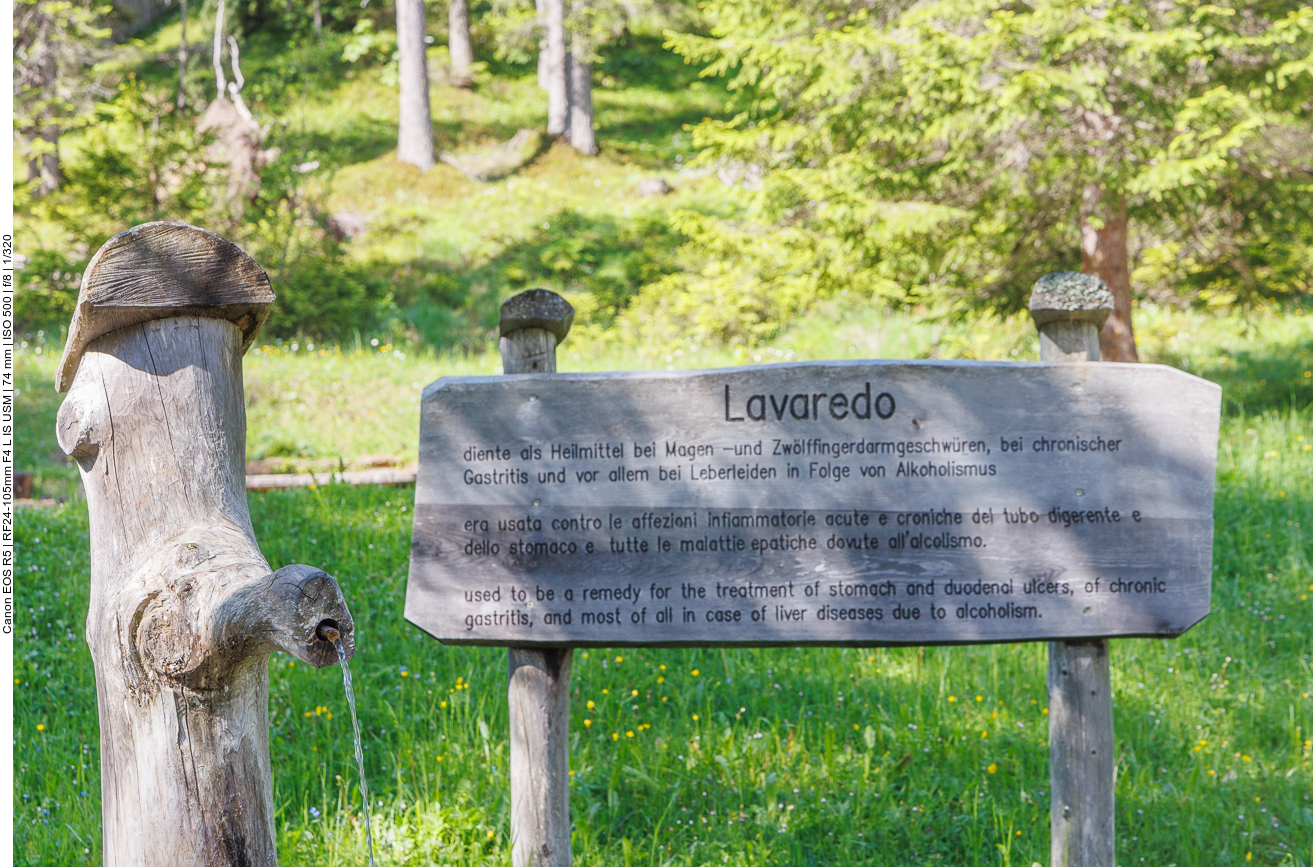 Canon EOS R5 | RF24-105mm F4 L IS USM | 74 mm | ISO 500 | f/8 | 1/320
Lavaredo
diente als Heilmittel bei Magen –und Zwölffingerdarmgeschwüren, bei chronischer
Gastritis und vor allem bei Leberleiden in Folge von Alkoholismus
era usata contro le affezioni infiammatorie acute e croniche del tubo digerente e
dello stomaco e tutte le malattie epatiche dovute all'alcolismo.
used to be a remedy for the treatment of stomach and duodenal ulcers, of chronic
gastritis, and most of all in case of liver diseases due to alcoholism.